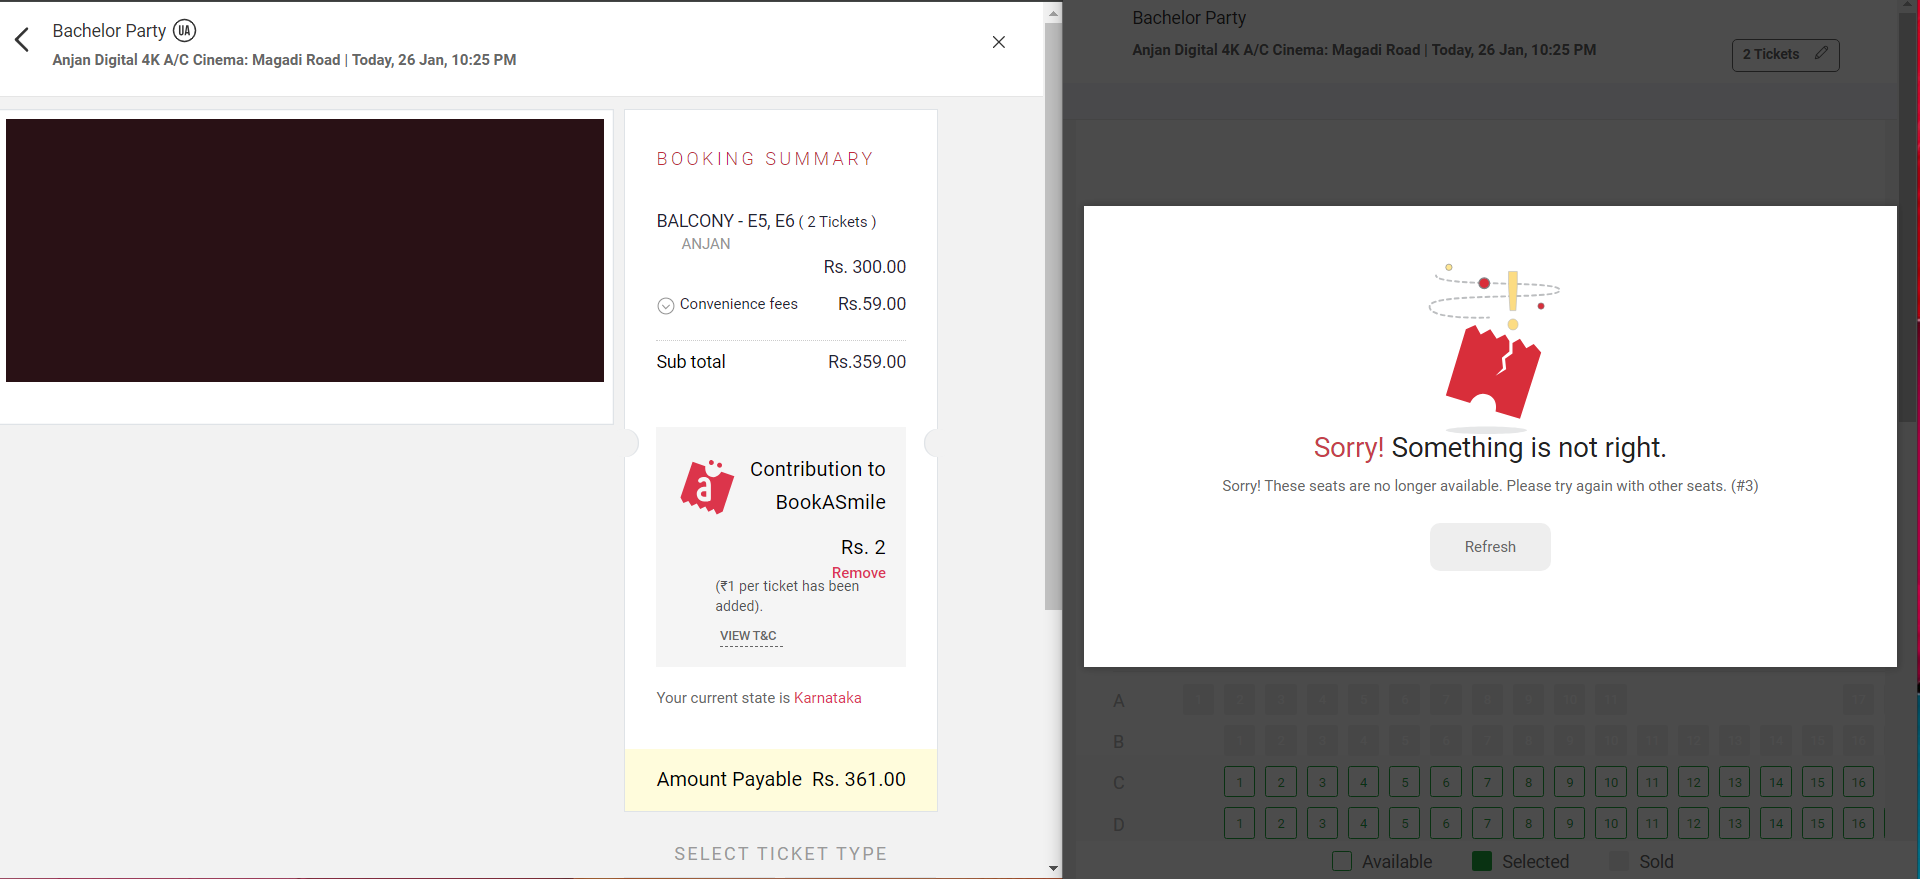 Bachelor Party UA
Anjan Digital 4K A/C Cinema: Magadi Road | Today, 26 Jan, 10:25 PM
BOOKING SUMMARY
BALCONY - E5, E6 ( 2 Tickets )
ANJAN
Rs. 300.00
Convenience fees Rs.59.00
Sub total Rs.359.00
a
Contribution to
BookASmile
Rs. 2
Remove
(₹1 per ticket has been
added).
VIEW T&C
Your current state is Karnataka
Amount Payable Rs. 361.00
SELECT TICKET TYPE
Bachelor Party
Anjan Digital 4K A/C Cinema: Magadi Road | Today, 26 Jan, 10:25 PM
2 Tickets
Sorry! Something is not right.
Sorry! These seats are no longer available. Please try again with other seats. (#3)
Refresh
A
B
C 1 2 3 4 5 6 7 8 9 10 11 12 13 14 15 16
D 1 2 3 4 5 6 7 8 9 10 11 12 13 14 15 16
Available Selected Sold